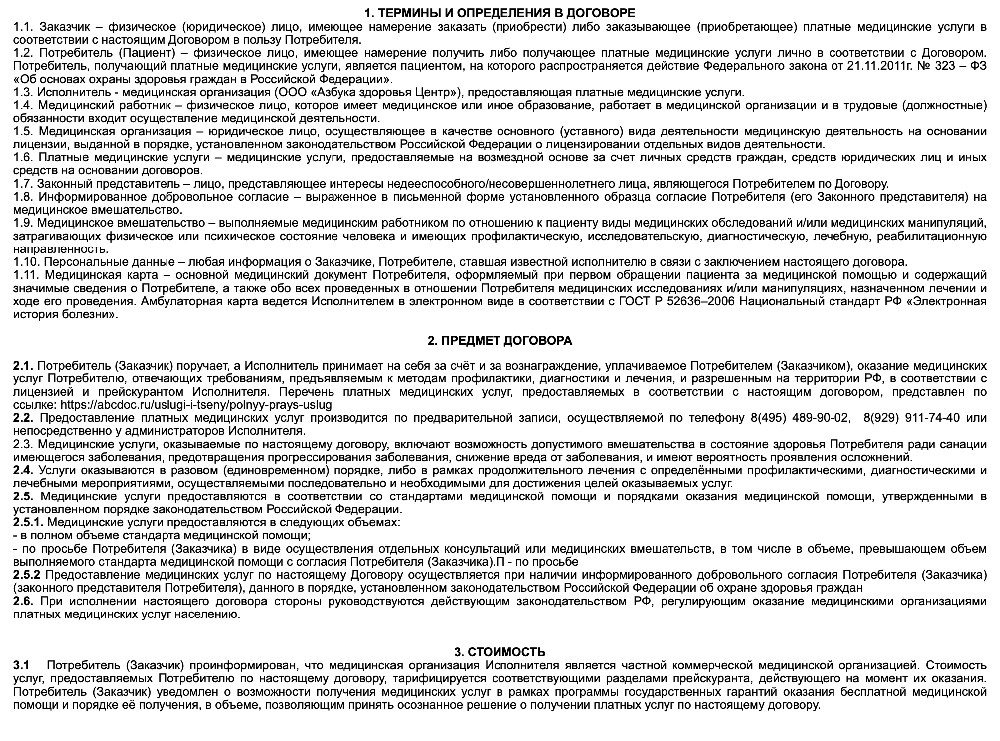 1. ТЕРМИНЫ И ОПРЕДЕЛЕНИЯ В ДОГОВОРЕ
1.1. Заказчик – физическое (юридическое) лицо, имеющее намерение заказать (приобрести) либо заказывающее (приобретающее) платные медицинские услуги в
соответствии с настоящим Договором в пользу Потребителя.
1.2. Потребитель (Пациент) – физическое лицо, имеющее намерение получить либо получающее платные медицинские услуги лично в соответствии с Договором.
Потребитель, получающий платные медицинские услуги, является пациентом, на которого распространяется действие Федерального закона от 21.11.2011г. № 323 – ФЗ
«Об основах охраны здоровья граждан в Российской Федерации».
1.3. Исполнитель - медицинская организация (ООО «Азбука здоровья Центр»), предоставляющая платные медицинские услуги.
1.4. Медицинский работник – физическое лицо, которое имеет медицинское или иное образование, работает в медицинской организации и в трудовые (должностные)
обязанности входит осуществление медицинской деятельности.
1.5. Медицинская организация – юридическое лицо, осуществляющее в качестве основного (уставного) вида деятельности медицинскую деятельность на основании
лицензии, выданной в порядке, установленном законодательством Российской Федерации о лицензировании отдельных видов деятельности.
1.6. Платные медицинские услуги – медицинские услуги, предоставляемые на возмездной основе за счет личных средств граждан, средств юридических лиц и иных
средств на основании договоров.
1.7. Законный представитель – лицо, представляющее интересы недееспособного/несовершеннолетнего лица, являющегося Потребителем по Договору.
1.8. Информированное добровольное согласие – выраженное в письменной форме установленного образца согласие Потребителя (его Законного представителя) на
медицинское вмешательство.
1.9. Медицинское вмешательство – выполняемые медицинским работником по отношению к пациенту виды медицинских обследований и/или медицинских манипуляций,
затрагивающих физическое или психическое состояние человека и имеющих профилактическую, исследовательскую, диагностическую, лечебную, реабилитационную
направленность.
1.10. Персональные данные – любая информация о Заказчике, Потребителе, ставшая известной исполнителю в связи с заключением настоящего договора.
1.11. Медицинская карта – основной медицинский документ Потребителя, оформляемый при первом обращении пациента за медицинской помощью и содержащий
значимые сведения о Потребителе, а также обо всех проведенных в отношении Потребителя медицинских исследованиях и/или манипуляциях, назначенном лечении и
ходе его проведения. Амбулаторная карта ведется Исполнителем в электронном виде в соответствии с ГОСТ Р 52636–2006 Национальный стандарт РФ «Электронная
история болезни».
2. ПРЕДМЕТ ДОГОВОРА
2.1. Потребитель (Заказчик) поручает, а Исполнитель принимает на себя за счёт и за вознаграждение, уплачиваемое Потребителем (Заказчиком), оказание медицинских
услуг Потребителю, отвечающих требованиям, предъявляемым к методам профилактики, диагностики и лечения, и разрешенным на территории РФ, в соответствии с
лицензией и прейскурантом Исполнителя. Перечень платных медицинских услуг, предоставляемых в соответствии с настоящим договором, представлен по
ссылке: https://abcdoc.ru/uslugi-i-tseny/polnyy-prays-uslug
2.2. Предоставление платных медицинских услуг производится по предварительной записи, осуществляемой по телефону 8(495) 489-90-02, 8(929) 911-74-40 или
непосредственно у администраторов Исполнителя.
2.3. Медицинские услуги, оказываемые по настоящему договору, включают возможность допустимого вмешательства в состояние здоровья Потребителя ради санации
имеющегося заболевания, предотвращения прогрессирования заболевания, снижение вреда от заболевания, и имеют вероятность проявления осложнений.
2.4. Услуги оказываются в разовом (единовременном) порядке, либо в рамках продолжительного лечения с определёнными профилактическими, диагностическими и
лечебными мероприятиями, осуществляемыми последовательно и необходимыми для достижения целей оказываемых услуг.
2.5. Медицинские услуги предоставляются в соответствии со стандартами медицинской помощи и порядками оказания медицинской помощи, утвержденными в
установленном порядке законодательством Российской Федерации.
2.5.1. Медицинские услуги предоставляются в следующих объемах:
- в полном объеме стандарта медицинской помощи;
- по просьбе Потребителя (Заказчика) в виде осуществления отдельных консультаций или медицинских вмешательств, в том числе в объеме, превышающем объем
выполняемого стандарта медицинской помощи с согласия Потребителя (Заказчика).П - по просьбе
2.5.2 Предоставление медицинских услуг по настоящему Договору осуществляется при наличии информированного добровольного согласия Потребителя (Заказчика)
(законного представителя Потребителя), данного в порядке, установленном законодательством Российской Федерации об охране здоровья граждан
2.6. При исполнении настоящего договора стороны руководствуются действующим законодательством РФ, регулирующим оказание медицинскими организациями
платных медицинских услуг населению.
3. СТОИМОСТЬ
3.1 Потребитель (Заказчик) проинформирован, что медицинская организация Исполнителя является частной коммерческой медицинской организацией. Стоимость
услуг, предоставляемых Потребителю по настоящему договору, тарифицируется соответствующими разделами прейскуранта, действующего на момент их оказания.
Потребитель (Заказчик) уведомлен о возможности получения медицинских услуг в рамках программы государственных гарантий оказания бесплатной медицинской
помощи и порядке её получения, в объеме, позволяющим принять осознанное решение о получении платных услуг по настоящему договору.